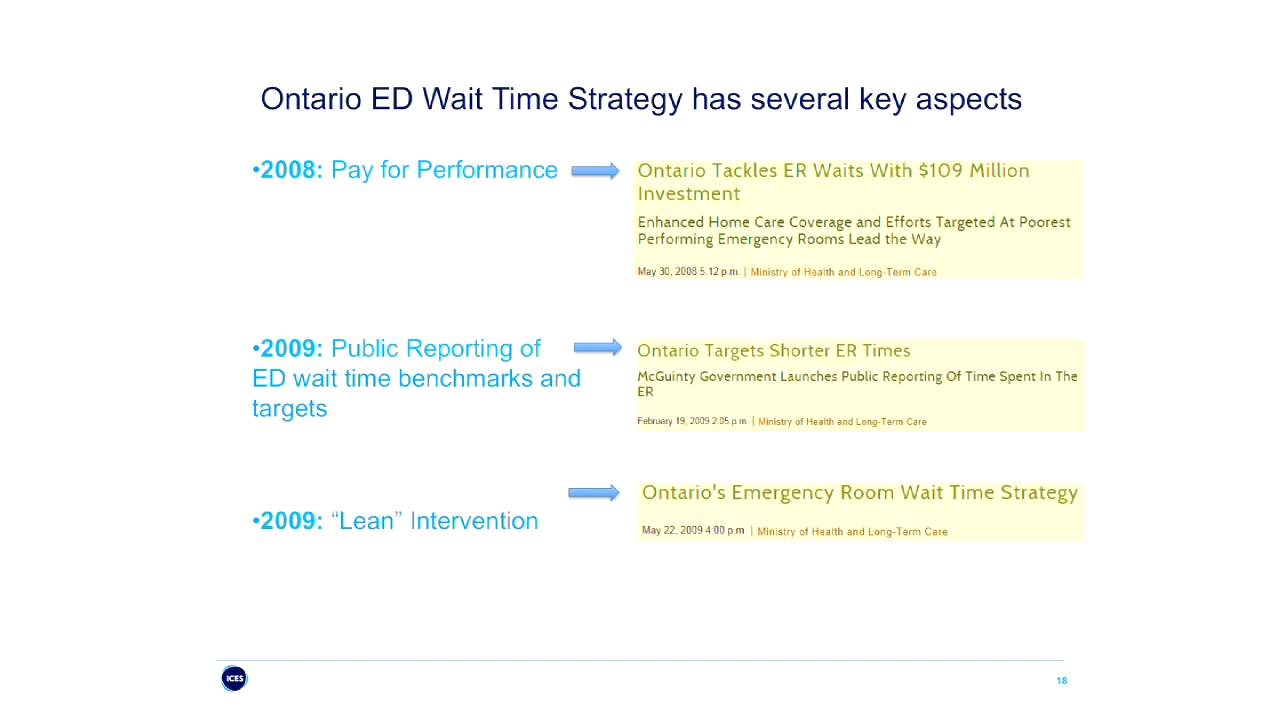 Ontario ED Wait Time Strategy has several key aspects
•2008: Pay for Performance
Ontario Tackles ER Waits With $109 Million
Investment
Enhanced Home Care Coverage and Efforts Targeted At Poorest
Performing Emergency Rooms Lead the Way
May 30, 2008 5:12 p.m. | Ministry of Health and Long-Term Care
•2009: Public Reporting of
ED wait time benchmarks and
targets
Ontario Targets Shorter ER Times
McGuinty Government Launches Public Reporting Of Time Spent In The
ER
February 19, 2009 2:05 p.m. | Ministry of Health and Long-Term Care
•2009: “Lean” Intervention
Ontario's Emergency Room Wait Time Strategy
May 22, 2009 4:00 p.m. | Ministry of Health and Long-Term Care
ICES
18